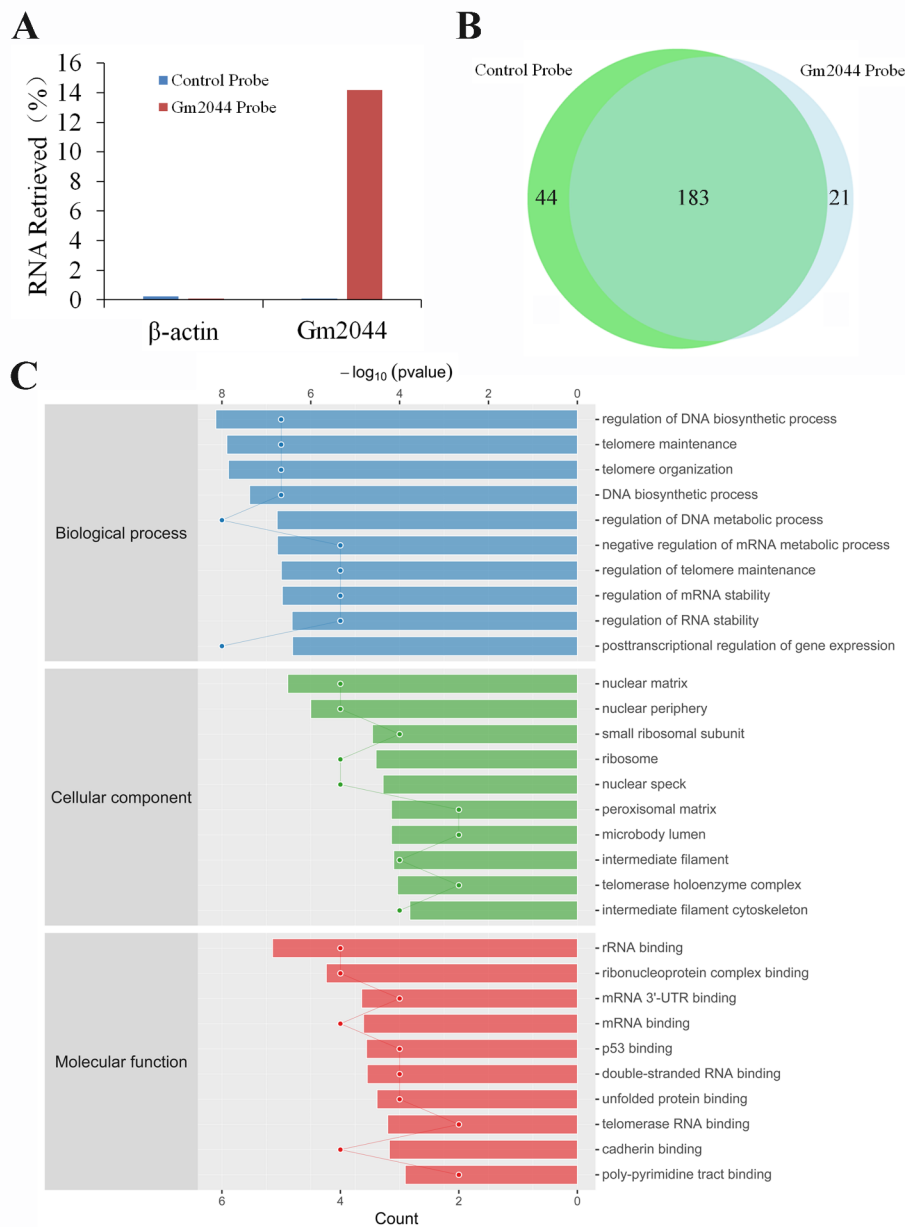 A
16
14
12
10
8
6
4
2
0
RNA Retrieved (%)
Control Probe
Gm2044 Probe
β-actin
Gm2044
B
Control Probe
Gm2044 Probe
44
183
21
C
− log10 (pvalue)
8
6
4
2
0
Biological process
regulation of DNA biosynthetic process
telomere maintenance
telomere organization
DNA biosynthetic process
regulation of DNA metabolic process
negative regulation of mRNA metabolic process
regulation of telomere maintenance
regulation of mRNA stability
regulation of RNA stability
posttranscriptional regulation of gene expression
Cellular component
nuclear matrix
nuclear periphery
small ribosomal subunit
ribosome
nuclear speck
peroxisomal matrix
microbody lumen
intermediate filament
telomerase holoenzyme complex
intermediate filament cytoskeleton
Molecular function
rRNA binding
ribonucleoprotein complex binding
mRNA 3'-UTR binding
mRNA binding
p53 binding
double-stranded RNA binding
unfolded protein binding
telomerase RNA binding
cadherin binding
poly-pyrimidine tract binding
6
4
2
0
Count